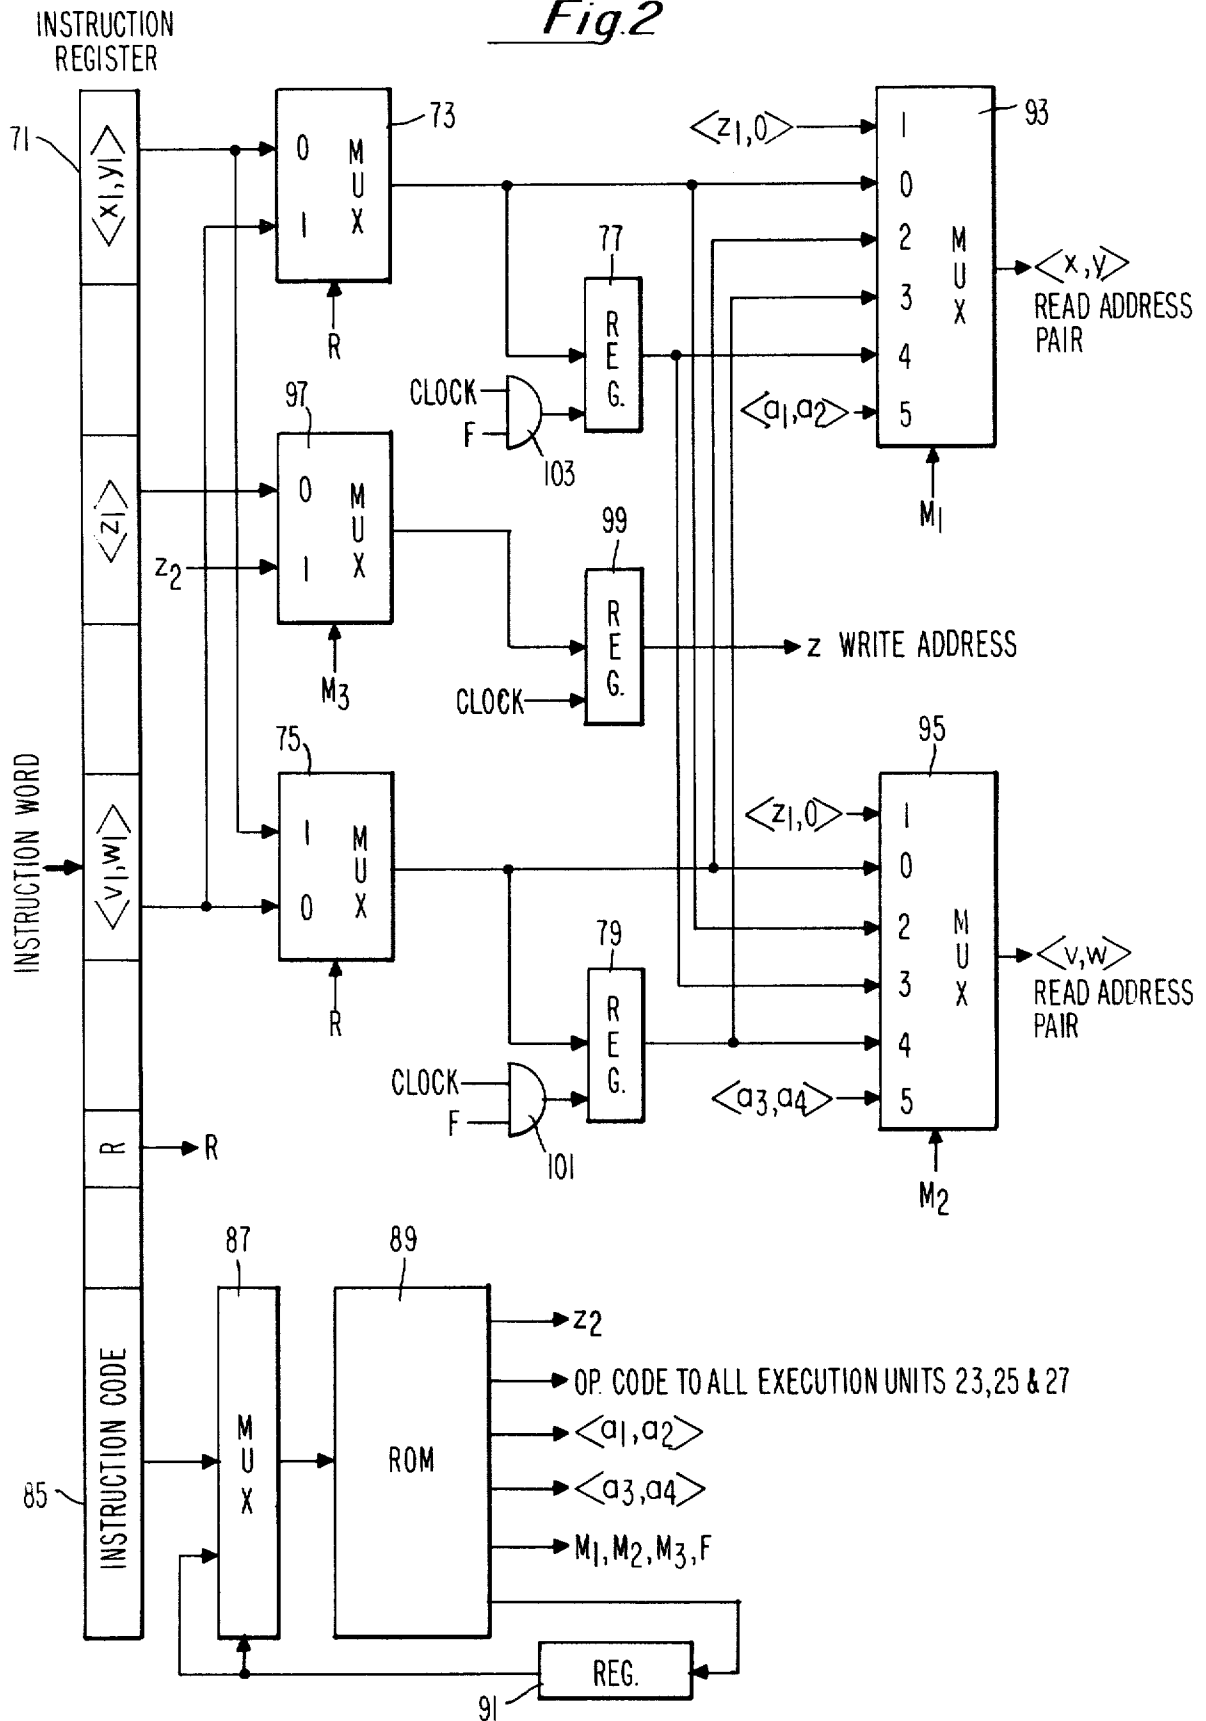 Fig.2
INSTRUCTION
REGISTER
71
<x1,y1>
<z1>
<v1,w1>
R
INSTRUCTION CODE
85
INSTRUCTION WORD
R
0
1
MUX
73
R
97
0
1
MUX
z2
M3
75
1
0
MUX
R
77
REG.
CLOCK
F
103
99
REG.
CLOCK
z WRITE ADDRESS
79
REG.
CLOCK
F
101
<z1,0>
1
0
2
3
4
5
MUX
93
<a1,a2>
M1
<x,y>
READ ADDRESS
PAIR
95
<z1,0>
1
0
2
3
4
5
MUX
<a3,a4>
M2
<v,w>
READ ADDRESS
PAIR
87
MUX
89
ROM
z2
OP. CODE TO ALL EXECUTION UNITS 23,25 & 27
<a1,a2>
<a3,a4>
M1, M2, M3, F
REG.
91